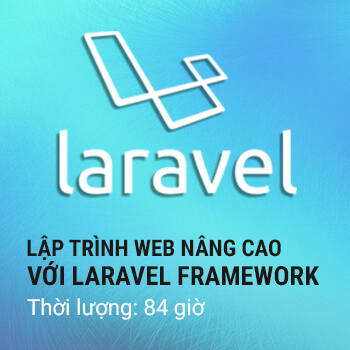 laravel
LẬP TRÌNH WEB NÂNG CAO
VỚI LARAVEL FRAMEWORK
Thời lượng: 84 giờ